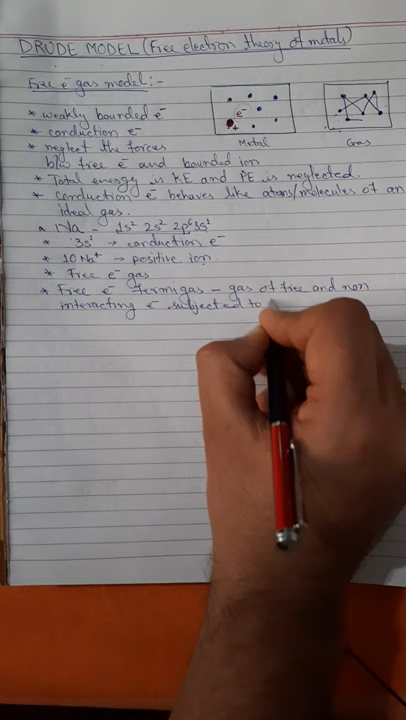 DRUDE MODEL (Free electron theory of metals)
Free e⁻ gas model:-
* weakly bounded e⁻
* conduction e⁻
* neglect the forces
b/w free e⁻ and bounded ion
e⁻
+
Metal
Gas
* Total energy is KE and PE is neglected.
* conduction e⁻ behaves like atoms/molecules of an
ideal gas.
* Na – 1s² 2s² 2p⁶ 3s¹
* 3s¹ → conduction e⁻
* 10 Na⁺ → positive ion
* Free e⁻ gas
* Free e⁻ fermi gas – gas of free and non
interacting e⁻ subjected to